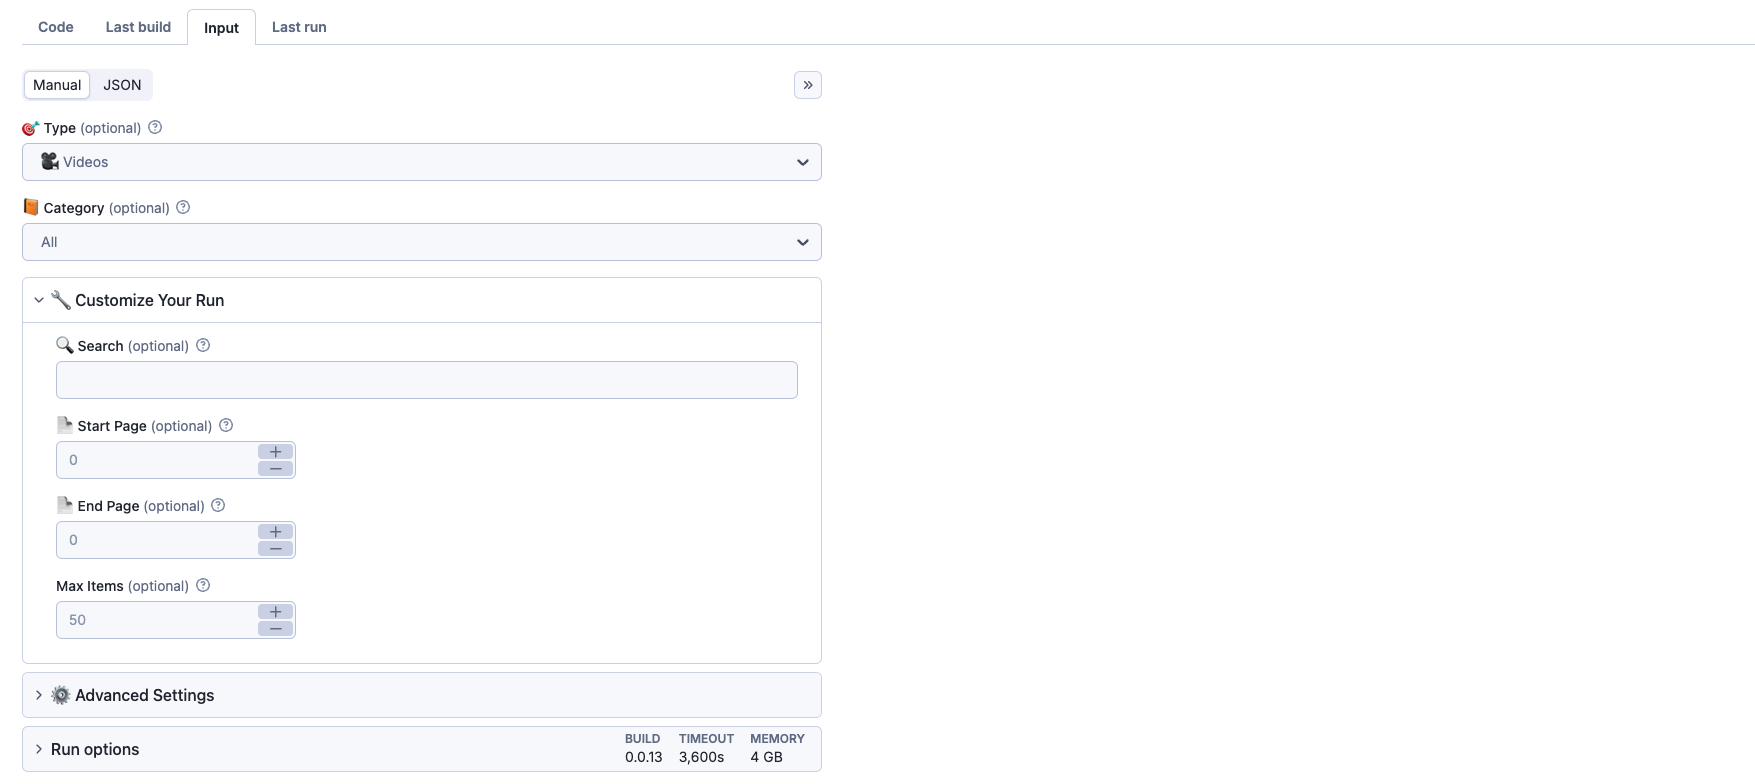 Code Last build Input Last run
Manual JSON
Type (optional)
Videos
Category (optional)
All
Customize Your Run
Search (optional)
Start Page (optional)
0
End Page (optional)
0
Max Items (optional)
50
Advanced Settings
Run options
BUILD TIMEOUT MEMORY
0.0.13 3,600s 4 GB